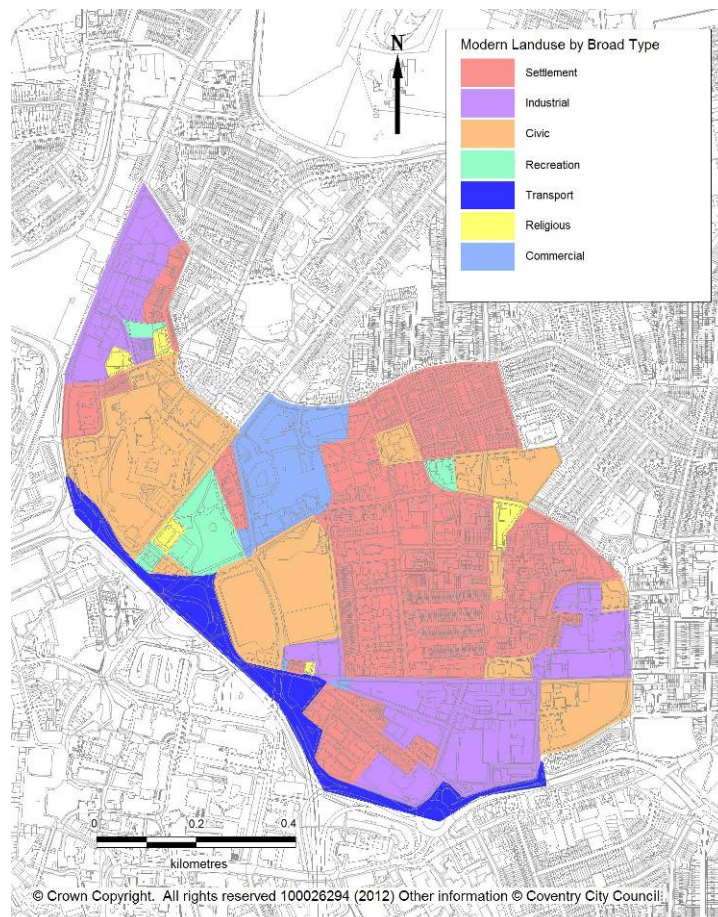 N
Modern Landuse by Broad Type
Settlement
Industrial
Civic
Recreation
Transport
Religious
Commercial
0 0.2 0.4
kilometres
© Crown Copyright. All rights reserved 100026294 (2012) Other information © Coventry City Council